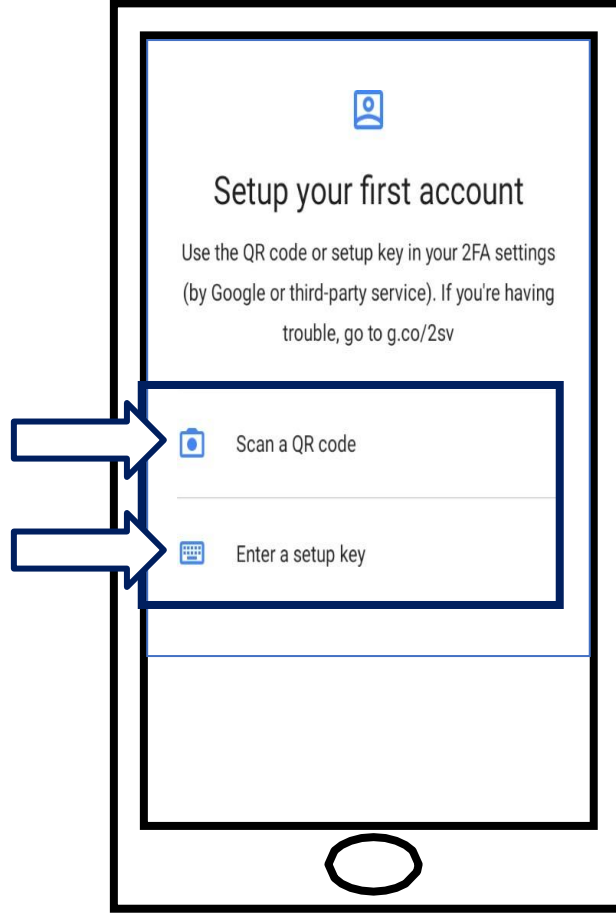 Setup your first account
Use the QR code or setup key in your 2FA settings
(by Google or third-party service). If you're having
trouble, go to g.co/2sv
Scan a QR code
Enter a setup key